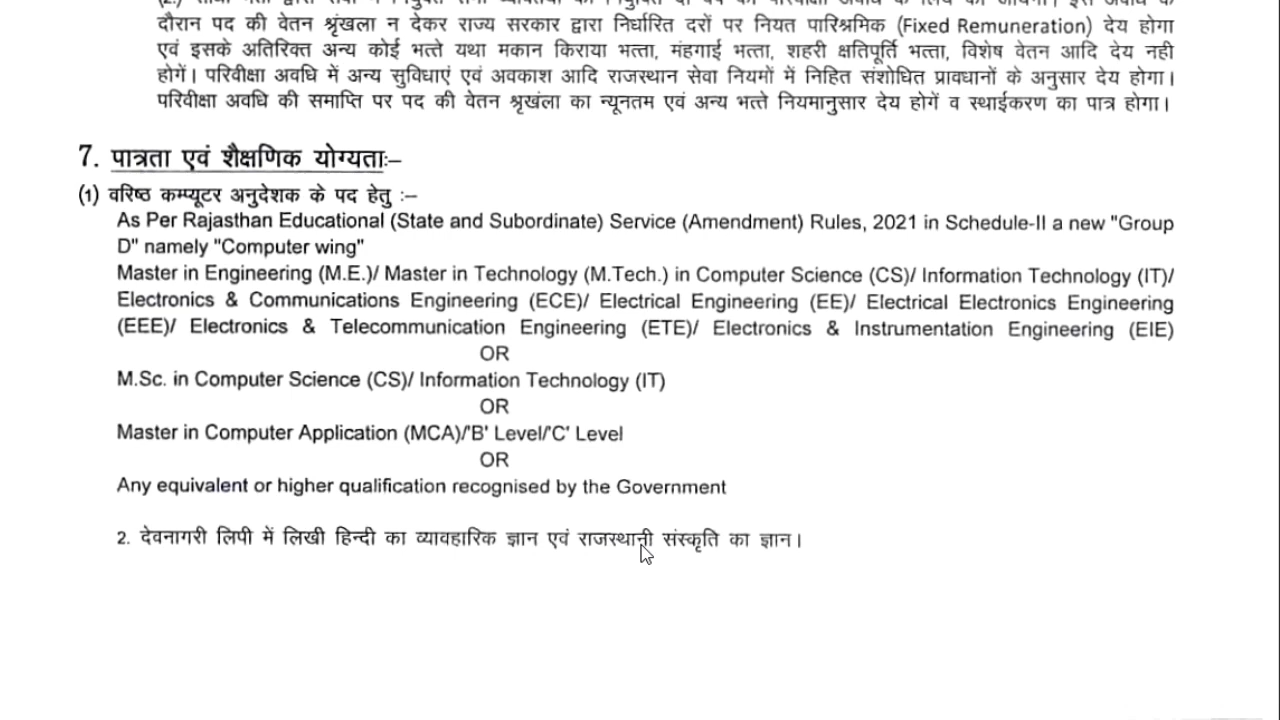 दौरान पद की वेतन श्रृंखला न देकर राज्य सरकार द्वारा निर्धारित दरों पर नियत पारिश्रमिक (Fixed Remuneration) देय होगा
एवं इसके अतिरिक्त अन्य कोई भत्ते यथा मकान किराया भत्ता, मंहगाई भत्ता, शहरी क्षतिपूर्ति भत्ता, विशेष वेतन आदि देय नही
होगें। परिवीक्षा अवधि में अन्य सुविधाएं एवं अवकाश आदि राजस्थान सेवा नियमों में निहित संशोधित प्रावधानों के अनुसार देय होगा।
परिवीक्षा अवधि की समाप्ति पर पद की वेतन श्रृखंला का न्यूनतम एवं अन्य भत्ते नियमानुसार देय होगें व स्थाईकरण का पात्र होगा।
7. पात्रता एवं शैक्षणिक योग्यताः–
(1) वरिष्ठ कम्प्यूटर अनुदेशक के पद हेतु :–
As Per Rajasthan Educational (State and Subordinate) Service (Amendment) Rules, 2021 in Schedule-II a new "Group
D" namely "Computer wing"
Master in Engineering (M.E.)/ Master in Technology (M.Tech.) in Computer Science (CS)/ Information Technology (IT)/
Electronics & Communications Engineering (ECE)/ Electrical Engineering (EE)/ Electrical Electronics Engineering
(EEE)/ Electronics & Telecommunication Engineering (ETE)/ Electronics & Instrumentation Engineering (EIE)
OR
M.Sc. in Computer Science (CS)/ Information Technology (IT)
OR
Master in Computer Application (MCA)/'B' Level/'C' Level
OR
Any equivalent or higher qualification recognised by the Government
2. देवनागरी लिपी में लिखी हिन्दी का व्यावहारिक ज्ञान एवं राजस्थानी संस्कृति का ज्ञान।